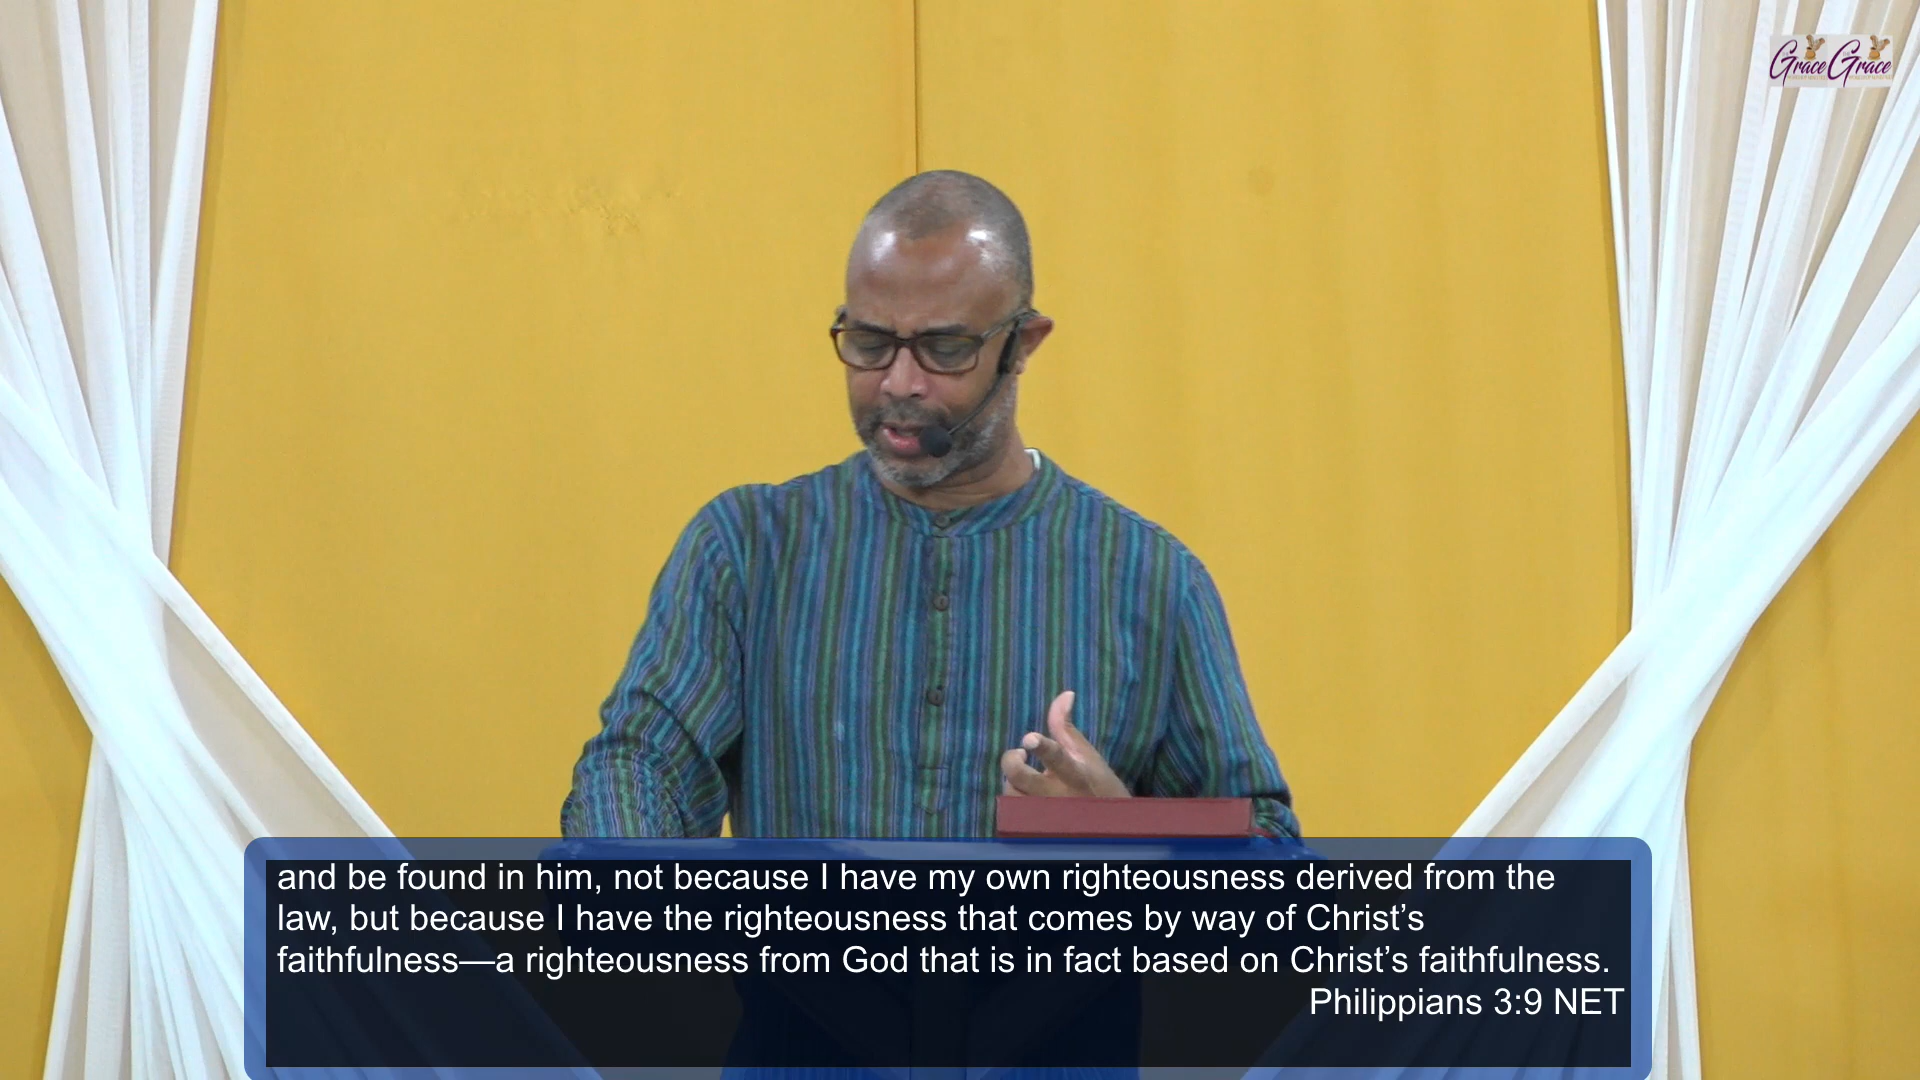 Grace Grace
and be found in him, not because I have my own righteousness derived from the
law, but because I have the righteousness that comes by way of Christ’s
faithfulness—a righteousness from God that is in fact based on Christ’s faithfulness.
Philippians 3:9 NET